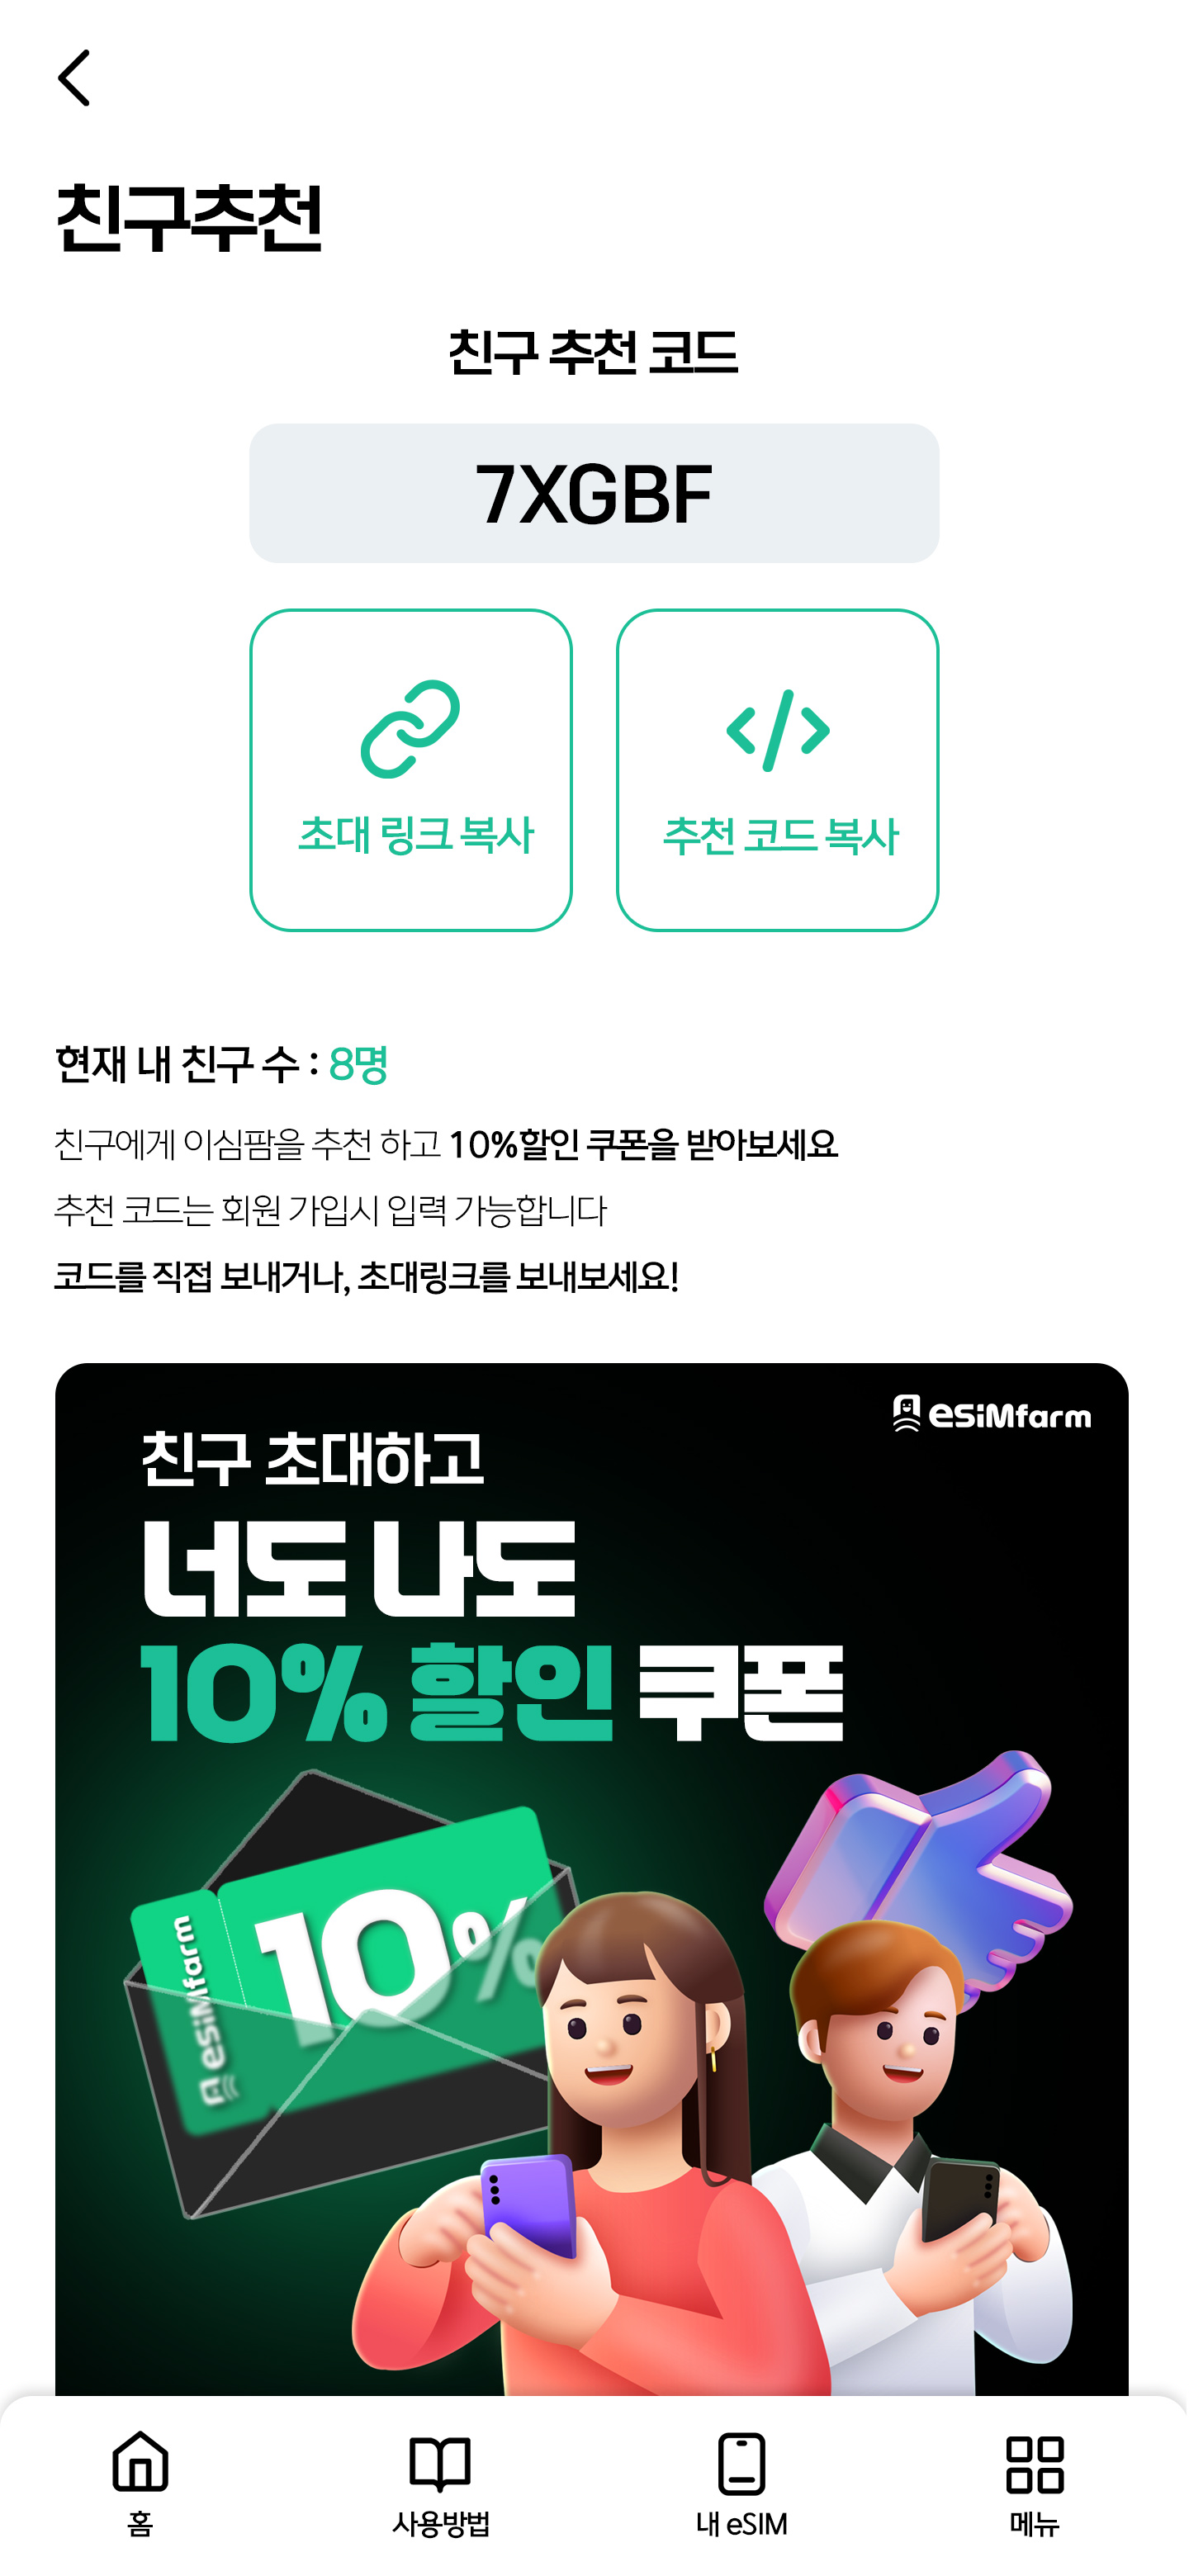 친구추천
친구 추천 코드
7XGBF
초대 링크 복사
추천 코드 복사
현재 내 친구 수 : 8명
친구에게 이심팜을 추천 하고 10%할인 쿠폰을 받아보세요
추천 코드는 회원 가입시 입력 가능합니다
코드를 직접 보내거나, 초대링크를 보내보세요!
eSiMfarm
친구 초대하고
너도 나도
10% 할인 쿠폰
eSiMfarm
10%
홈
사용방법
내 eSIM
메뉴